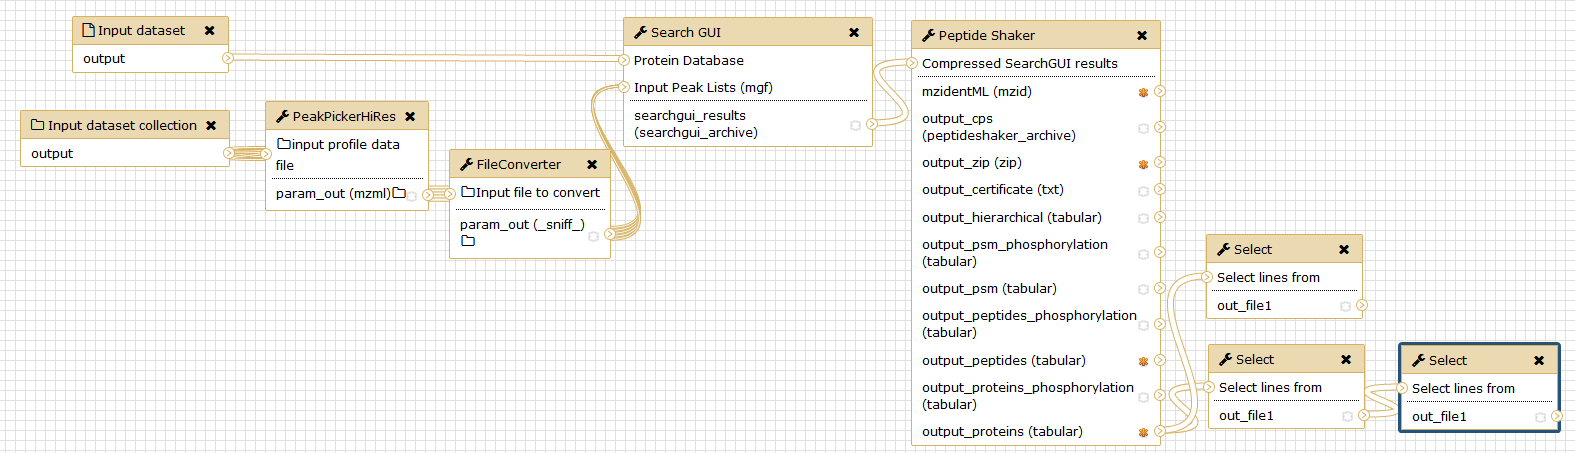 Input dataset
output
Input dataset collection
output
PeakPickerHiRes
input profile data
file
param_out (mzml)
FileConverter
Input file to convert
param_out (_sniff_)
Search GUI
Protein Database
Input Peak Lists (mgf)
searchgui_results
(searchgui_archive)
Peptide Shaker
Compressed SearchGUI results
mzidentML (mzid)
output_cps
(peptideshaker_archive)
output_zip (zip)
output_certificate (txt)
output_hierarchical (tabular)
output_psm_phosphorylation
(tabular)
output_psm (tabular)
output_peptides_phosphorylation
(tabular)
output_peptides (tabular)
output_proteins_phosphorylation
(tabular)
output_proteins (tabular)
Select
Select lines from
out_file1
Select
Select lines from
out_file1
Select
Select lines from
out_file1